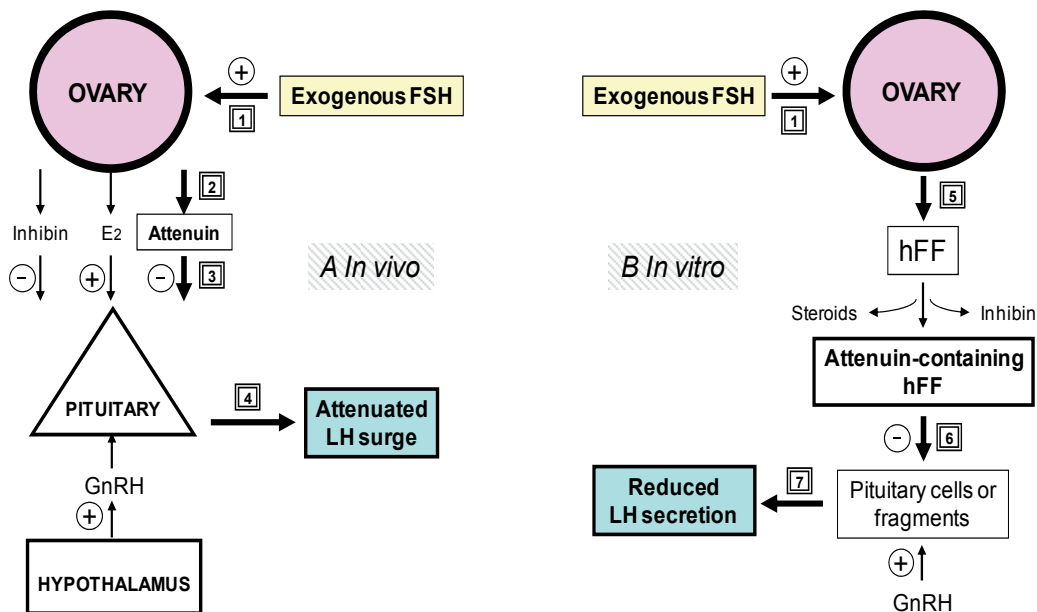 OVARY
+
1
Exogenous FSH
2
Inhibin
E2
Attenuin
−
+
−
3
A In vivo
PITUITARY
4
Attenuated
LH surge
GnRH
+
HYPOTHALAMUS
Exogenous FSH
+
1
OVARY
5
hFF
B In vitro
Steroids
Inhibin
Attenuin-containing
hFF
−
6
Reduced
LH secretion
7
Pituitary cells or
fragments
+
GnRH